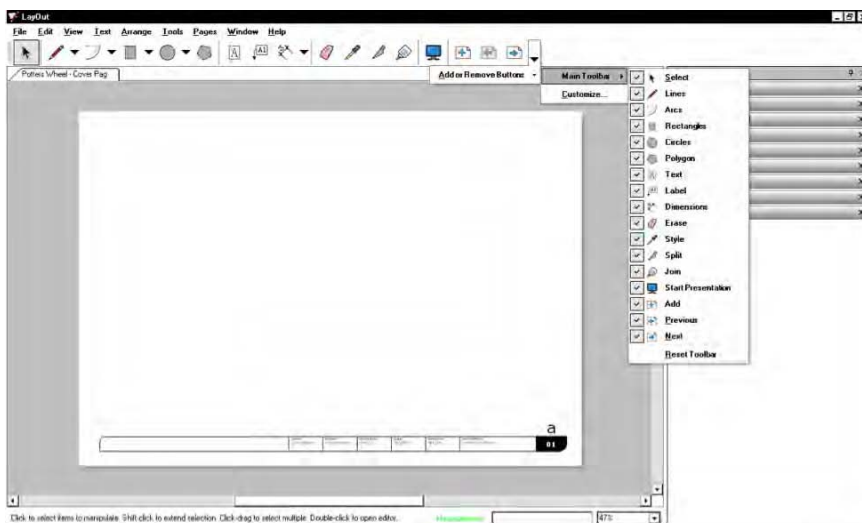 LayOut
File Edit View Text Arrange Tools Pages Window Help
Potters Wheel - Cover Pag
Add or Remove Buttons
Main Toolbar
Customize...
Select
Lines
Arcs
Rectangles
Circles
Polygon
Text
Label
Dimensions
Erase
Style
Split
Join
Start Presentation
Add
Previous
Next
Reset Toolbar
a
01
Click to select items to manipulate. Shift click to extend selection. Click-drag to select multiple. Double-click to open editor.
47%